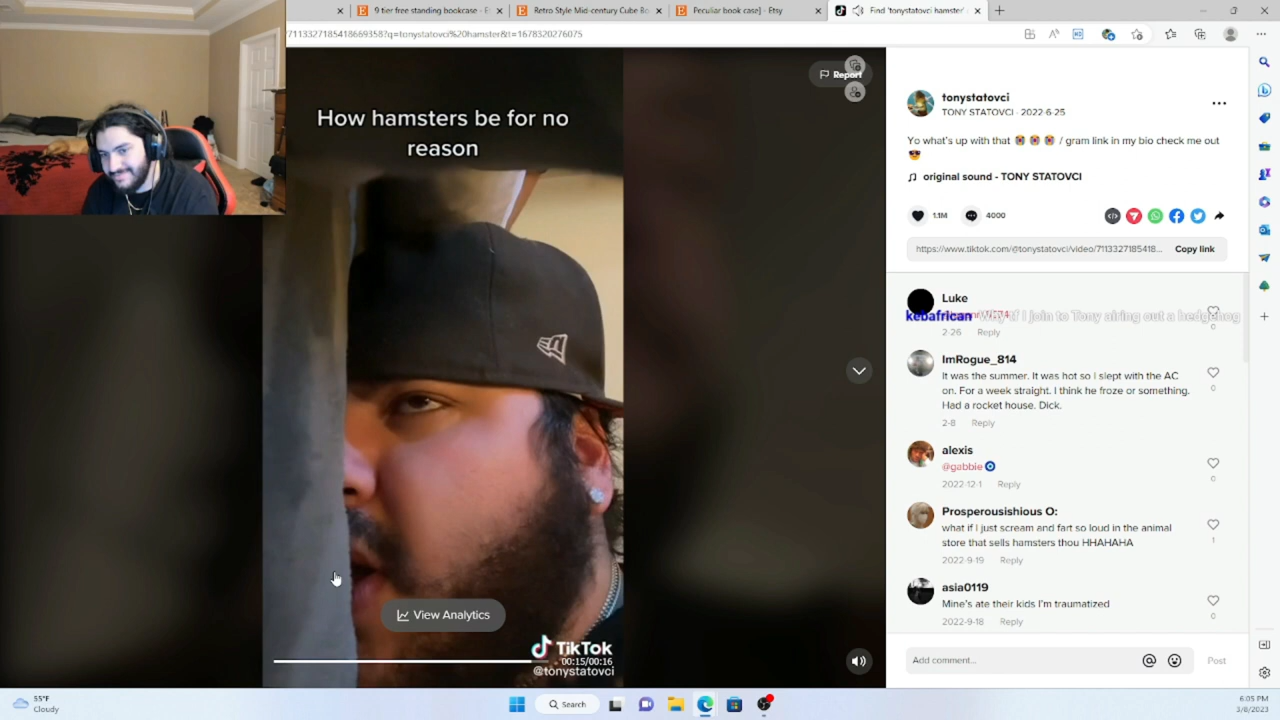 9 tier free standing bookcase - E
Retro Style Mid-century Cube Bo
Peculiar book case] - Etsy
Find 'tonystatovci hamster'
711332718541866935 8?q=tonystatovci%20hamster&t=1678320276075
Report
How hamsters be for no
reason
View Analytics
TikTok
00:15/00:16
@tonystatovci
tonystatovci
TONY STATOVCI · 2022-6-25
Yo what's up with that 😭 😭 😭 / gram link in my bio check me out
😎
original sound - TONY STATOVCI
1.1M
4000
https://www.tiktok.com/@tonystatovci/video/7113327185418...
Copy link
Luke
kebafrican
I join to Tony airing out a hedgehog
2-26 Reply
0
ImRogue_814
It was the summer. It was hot so I slept with the AC
on. For a week straight. I think he froze or something.
Had a rocket house. Dick.
0
2-8 Reply
alexis
@gabbie 🧿
0
2022-12-1 Reply
Prosperousishious O:
what if I just scream and fart so loud in the animal
store that sells hamsters thou HHAHAHA
1
2022-9-19 Reply
asia0119
Mine's ate their kids I'm traumatized
0
2022-9-18 Reply
Add comment...
Post
55°F
Cloudy
Search
6:05 PM
3/8/2023